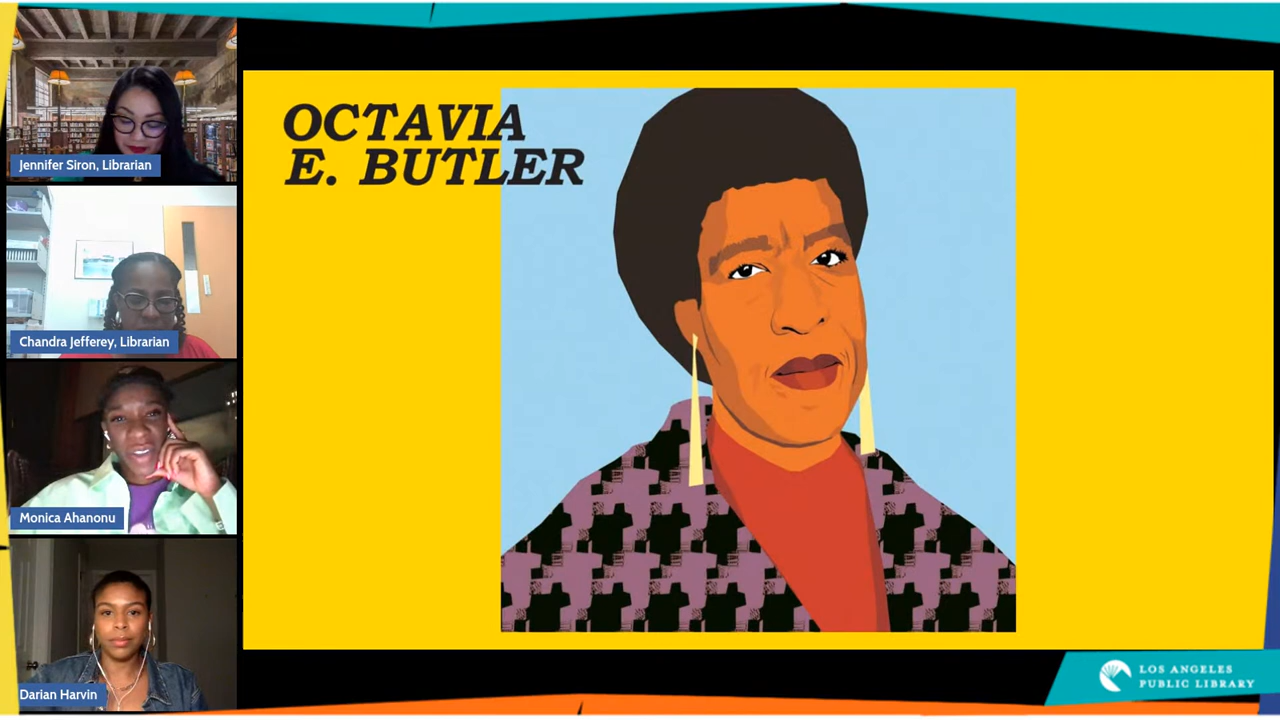 Jennifer Siron, Librarian
Chandra Jefferey, Librarian
Monica Ahanonu
Darian Harvin
OCTAVIA
E. BUTLER
LOS ANGELES
PUBLIC LIBRARY